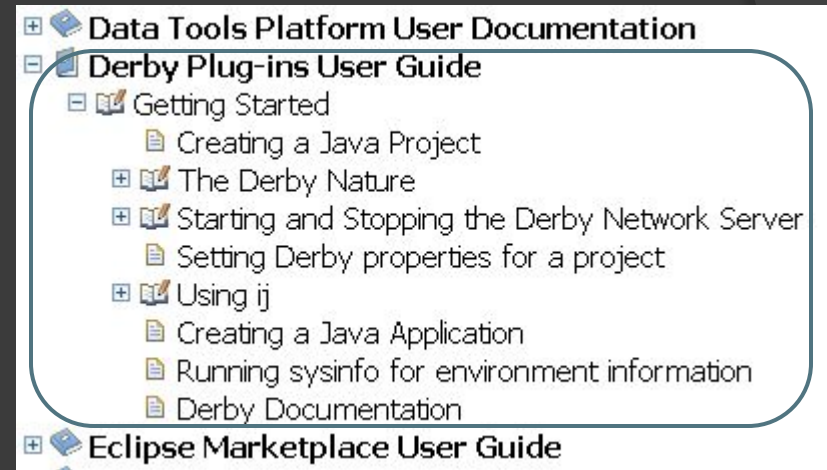 Data Tools Platform User Documentation
Derby Plug-ins User Guide
Getting Started
Creating a Java Project
The Derby Nature
Starting and Stopping the Derby Network Server
Setting Derby properties for a project
Using ij
Creating a Java Application
Running sysinfo for environment information
Derby Documentation
Eclipse Marketplace User Guide